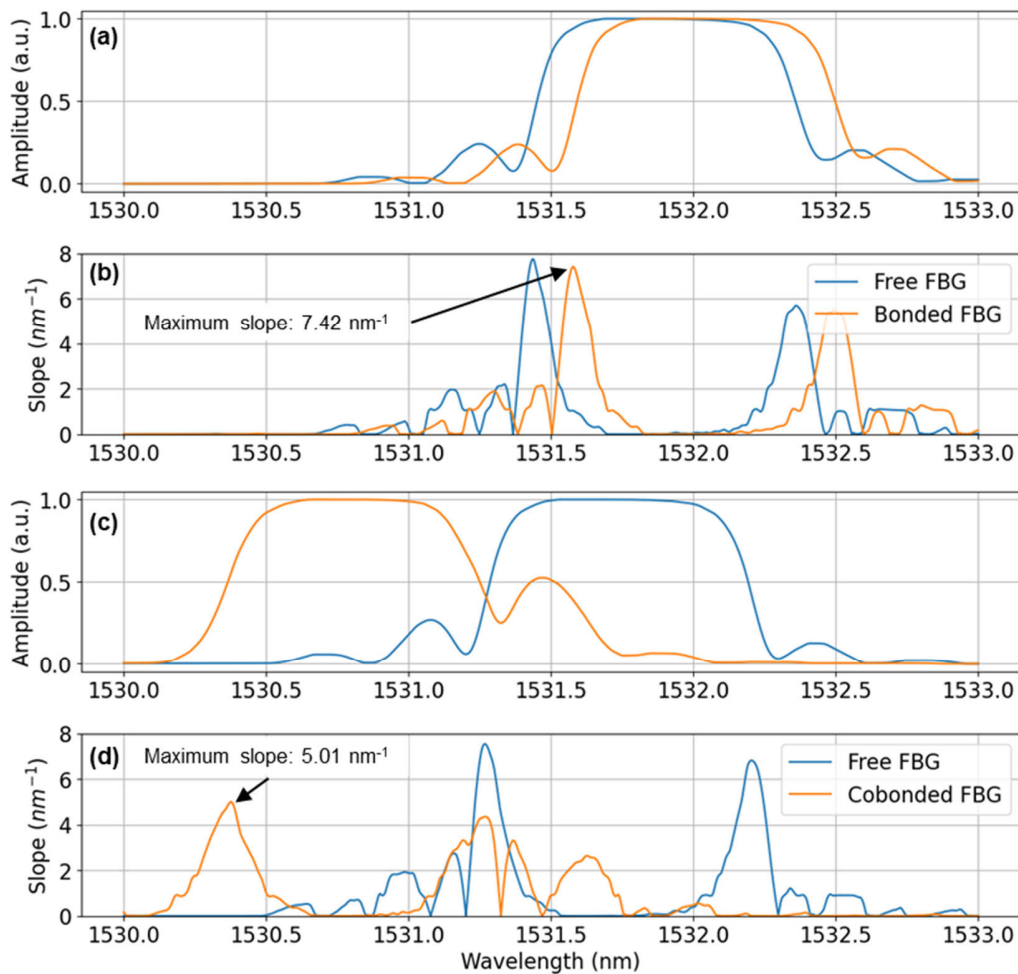 (a)
Amplitude (a.u.)
1.0
0.5
0.0
1530.0 1530.5 1531.0 1531.5 1532.0 1532.5 1533.0
(b)
Slope (nm⁻¹)
8
6
4
2
0
Maximum slope: 7.42 nm⁻¹
Free FBG
Bonded FBG
1530.0 1530.5 1531.0 1531.5 1532.0 1532.5 1533.0
(c)
Amplitude (a.u.)
1.0
0.5
0.0
1530.0 1530.5 1531.0 1531.5 1532.0 1532.5 1533.0
(d)
Slope (nm⁻¹)
8
6
4
2
0
Maximum slope: 5.01 nm⁻¹
Free FBG
Cobonded FBG
1530.0 1530.5 1531.0 1531.5 1532.0 1532.5 1533.0
Wavelength (nm)